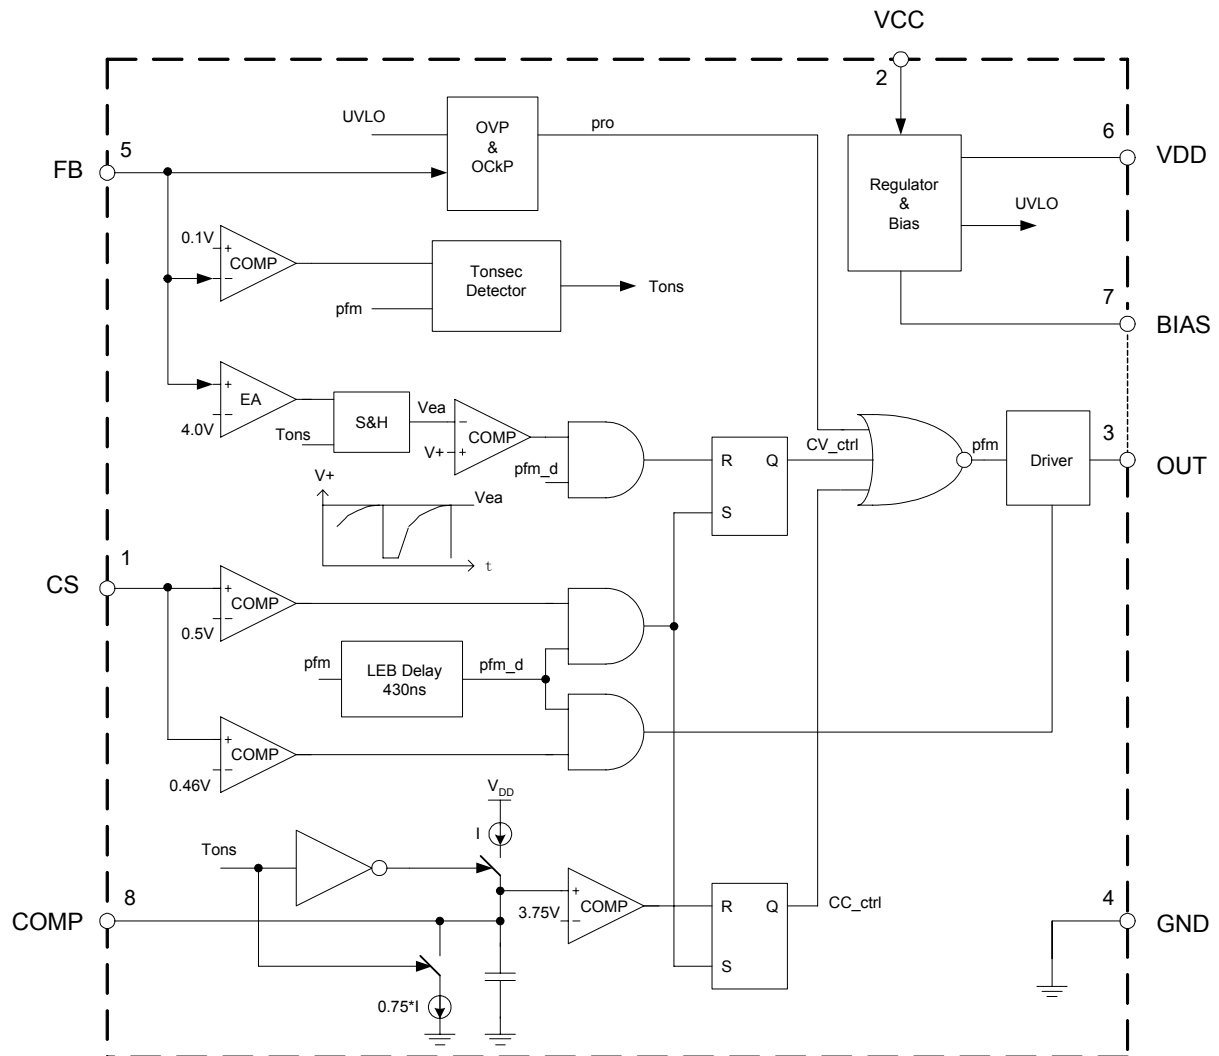 VCC
2
UVLO
OVP
&
OCkP
pro
6
VDD
Regulator
&
Bias
UVLO
5
FB
0.1V
+
COMP
−
Tonsec
Detector
Tons
pfm
7
BIAS
+
EA
−
4.0V
S&H
Tons
Vea
−
COMP
V+
+
pfm_d
R
Q
S
CV_ctrl
pfm
Driver
3
OUT
V+
Vea
t
1
CS
+
COMP
−
0.5V
pfm
LEB Delay
430ns
pfm_d
+
COMP
−
0.46V
VDD
I
Tons
8
COMP
+
COMP
3.75V
−
R
Q
S
CC_ctrl
4
GND
0.75*I